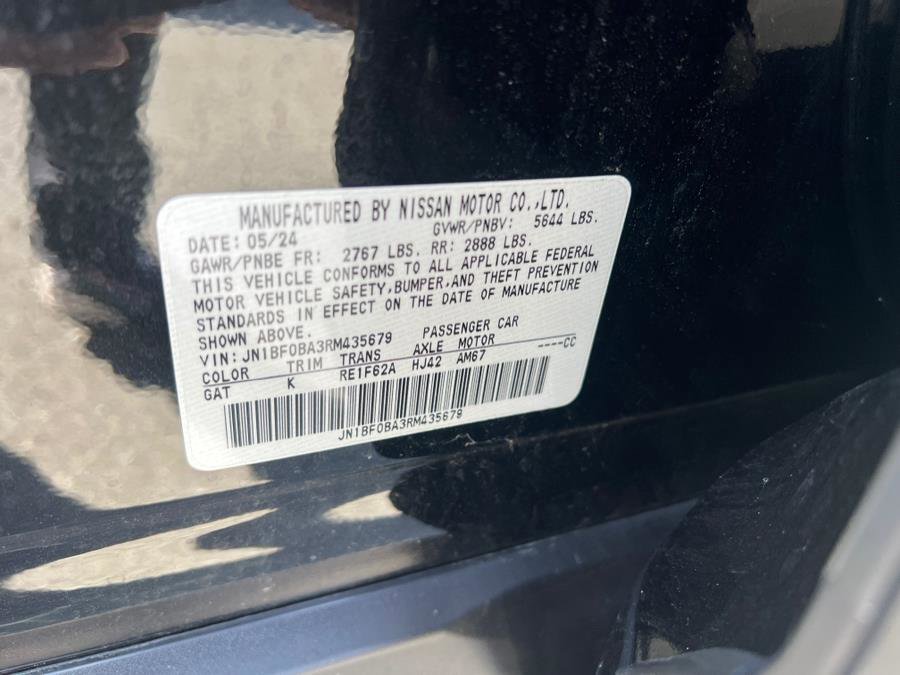 MANUFACTURED BY NISSAN MOTOR CO.,LTD.
DATE: 05/24 GVWR/PNBV: 5644 LBS.
GAWR/PNBE FR: 2767 LBS. RR: 2888 LBS.
THIS VEHICLE CONFORMS TO ALL APPLICABLE FEDERAL
MOTOR VEHICLE SAFETY,BUMPER,AND THEFT PREVENTION
STANDARDS IN EFFECT ON THE DATE OF MANUFACTURE
SHOWN ABOVE.
VIN: JN1BF0BA3RM435679 PASSENGER CAR
COLOR TRIM TRANS AXLE MOTOR ----CC
GAT K RE1F62A HJ42 AM67
JN1BF0BA3RM435679